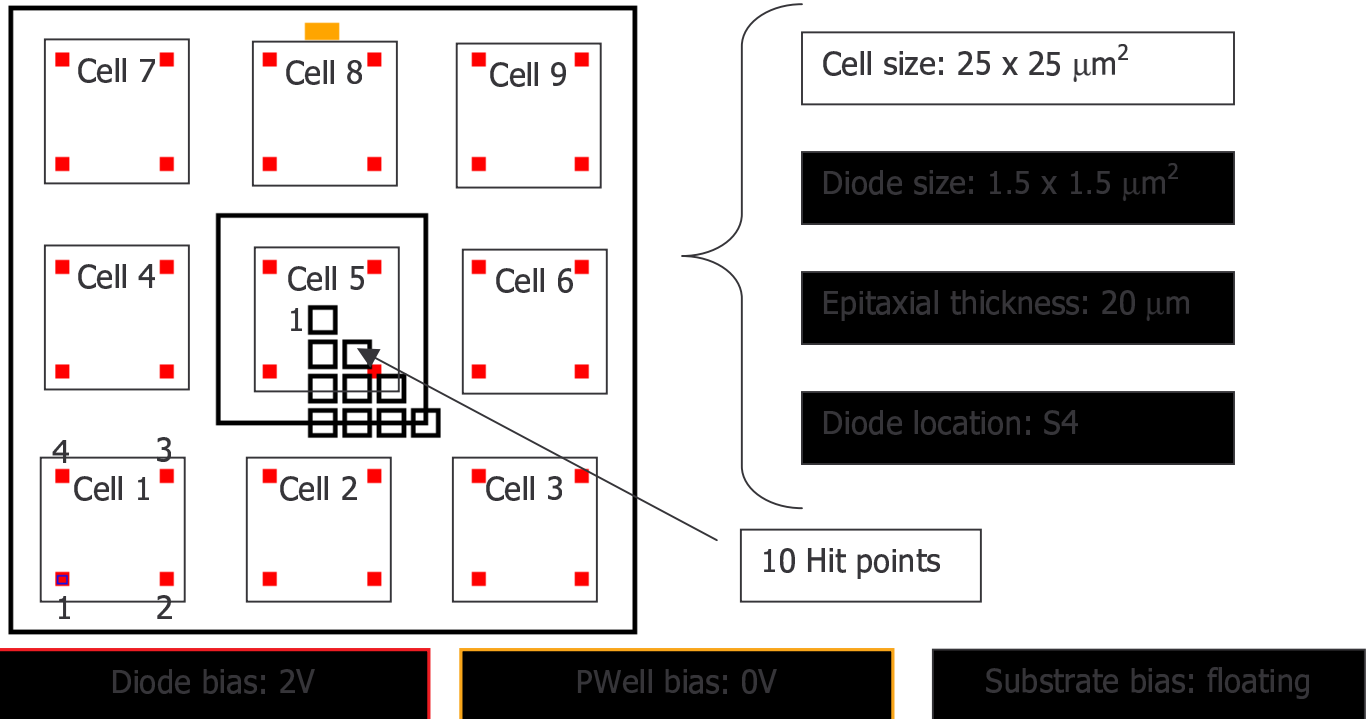 Cell 7
Cell 8
Cell 9
Cell 4
Cell 5
Cell 6
1
4
3
Cell 1
Cell 2
Cell 3
1
2
Cell size: 25 x 25 μm²
Diode size: 1.5 x 1.5 μm²
Epitaxial thickness: 20 μm
Diode location: S4
10 Hit points
Diode bias: 2V
PWell bias: 0V
Substrate bias: floating